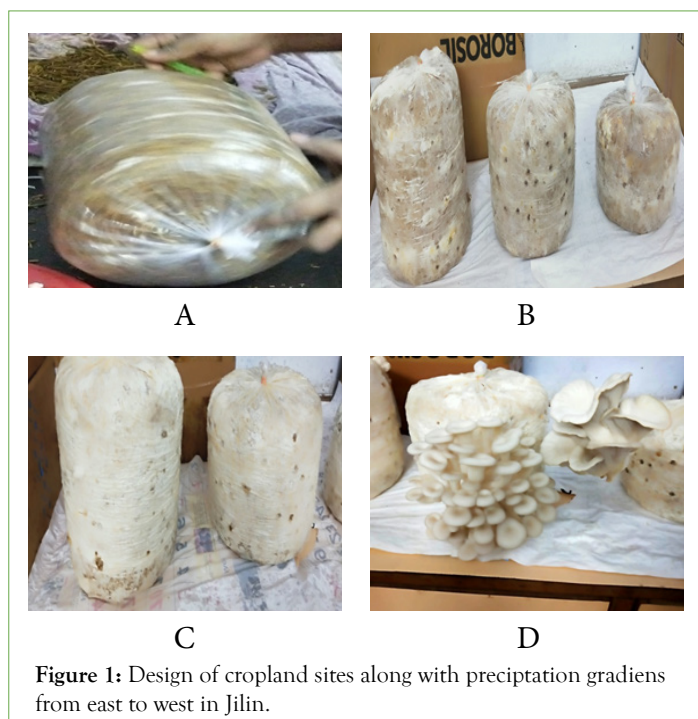 BOROSIL
A
B
C
D
Figure 1: Design of cropland sites along with preciptation gradiens
from east to west in Jilin.